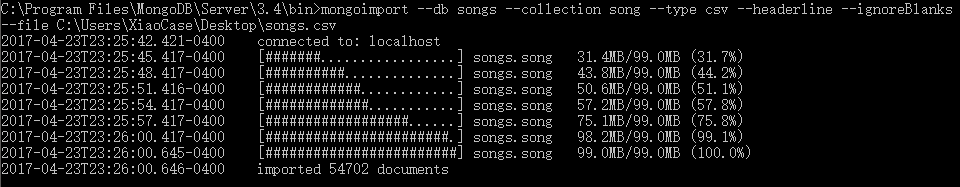 C:\Program Files\MongoDB\Server\3.4\bin>mongoimport --db songs --collection song --type csv --headerline --ignoreBlanks
--file C:\Users\XiaoCase\Desktop\songs.csv
2017-04-23T23:25:42.421-0400    connected to: localhost
2017-04-23T23:25:45.417-0400    [#######.................] songs.song   31.4MB/99.0MB (31.7%)
2017-04-23T23:25:48.417-0400    [##########..............] songs.song   43.8MB/99.0MB (44.2%)
2017-04-23T23:25:51.416-0400    [############............] songs.song   50.6MB/99.0MB (51.1%)
2017-04-23T23:25:54.417-0400    [#############...........] songs.song   57.2MB/99.0MB (57.8%)
2017-04-23T23:25:57.417-0400    [##################......] songs.song   75.1MB/99.0MB (75.8%)
2017-04-23T23:26:00.417-0400    [#######################.] songs.song   98.2MB/99.0MB (99.1%)
2017-04-23T23:26:00.645-0400    [########################] songs.song   99.0MB/99.0MB (100.0%)
2017-04-23T23:26:00.646-0400    imported 54702 documents